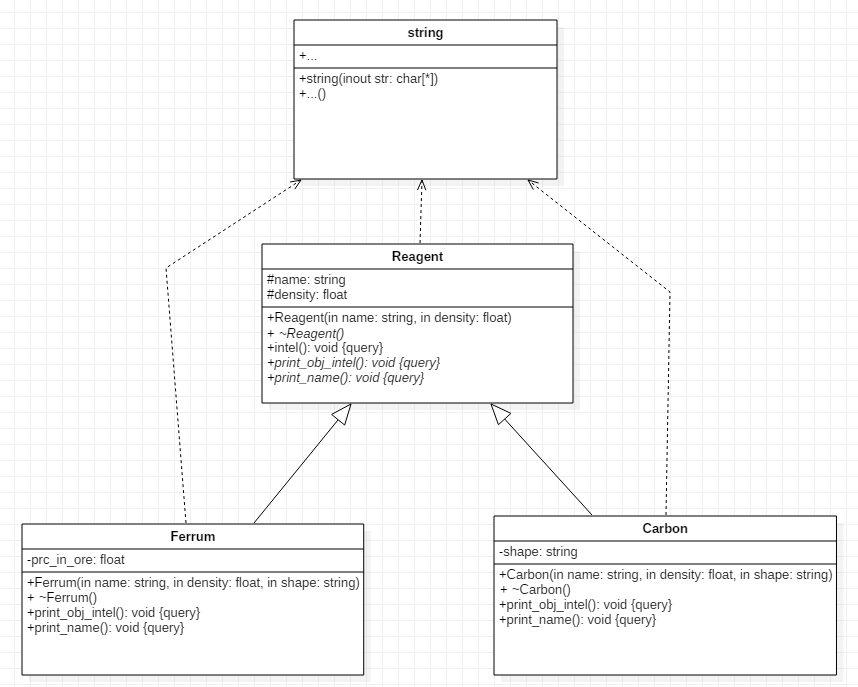 string
+...
+string(inout str: char[*])
+...()
Reagent
#name: string
#density: float
+Reagent(in name: string, in density: float)
+ ~Reagent()
+intel(): void {query}
+print_obj_intel(): void {query}
+print_name(): void {query}
Ferrum
-prc_in_ore: float
+Ferrum(in name: string, in density: float, in shape: string)
+ ~Ferrum()
+print_obj_intel(): void {query}
+print_name(): void {query}
Carbon
-shape: string
+Carbon(in name: string, in density: float, in shape: string)
+ ~Carbon()
+print_obj_intel(): void {query}
+print_name(): void {query}